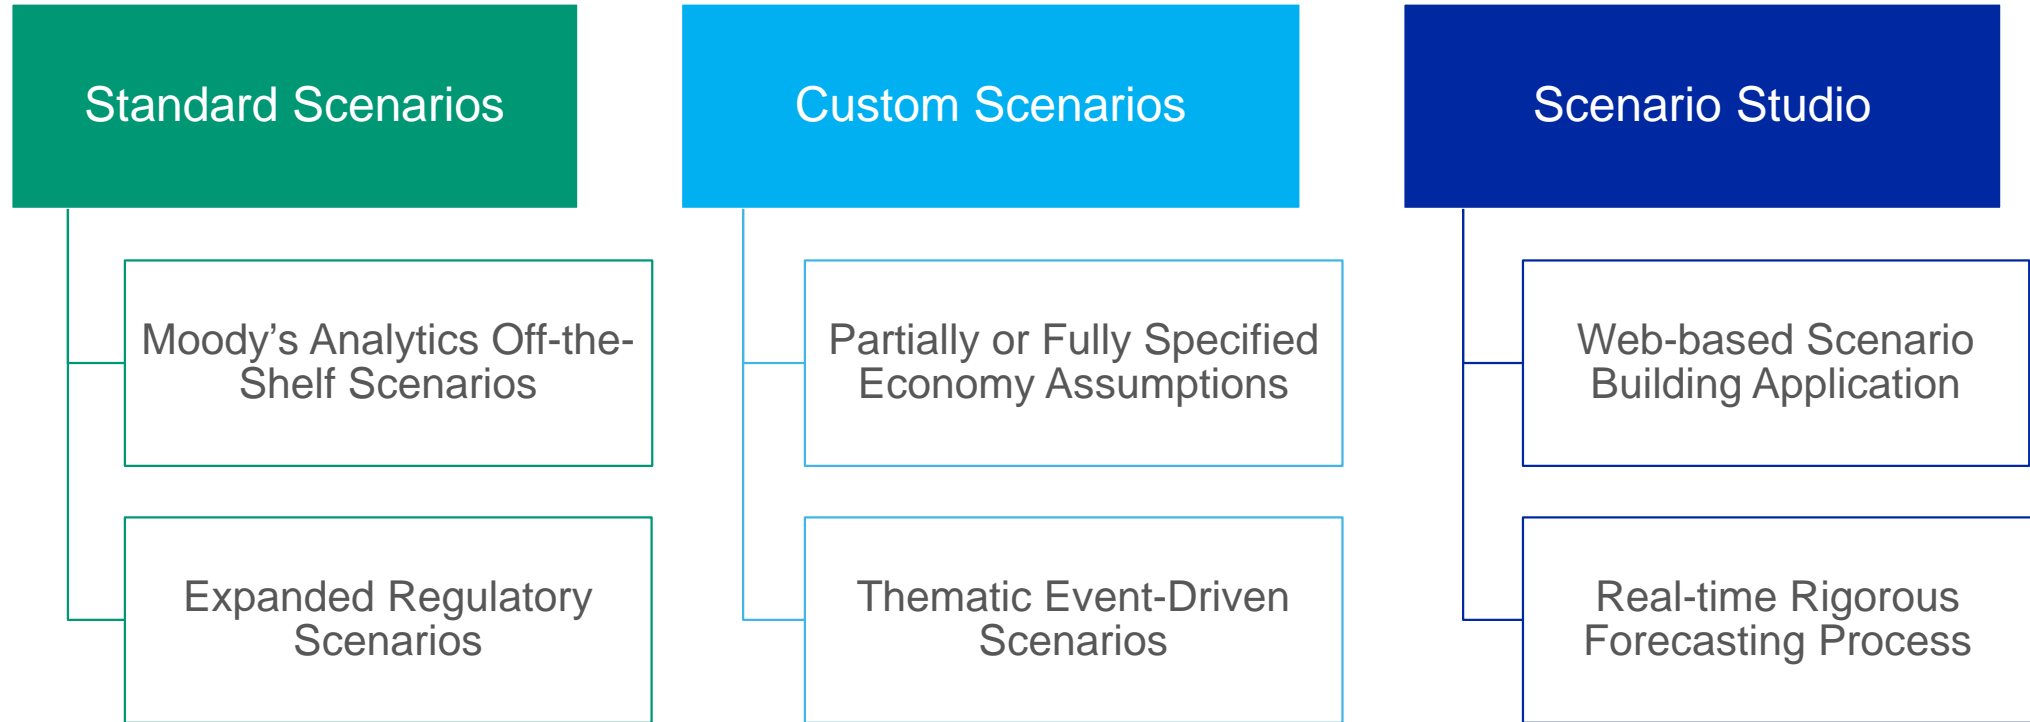 Standard Scenarios
Moody’s Analytics Off-the-
Shelf Scenarios
Expanded Regulatory
Scenarios
Custom Scenarios
Partially or Fully Specified
Economy Assumptions
Thematic Event-Driven
Scenarios
Scenario Studio
Web-based Scenario
Building Application
Real-time Rigorous
Forecasting Process